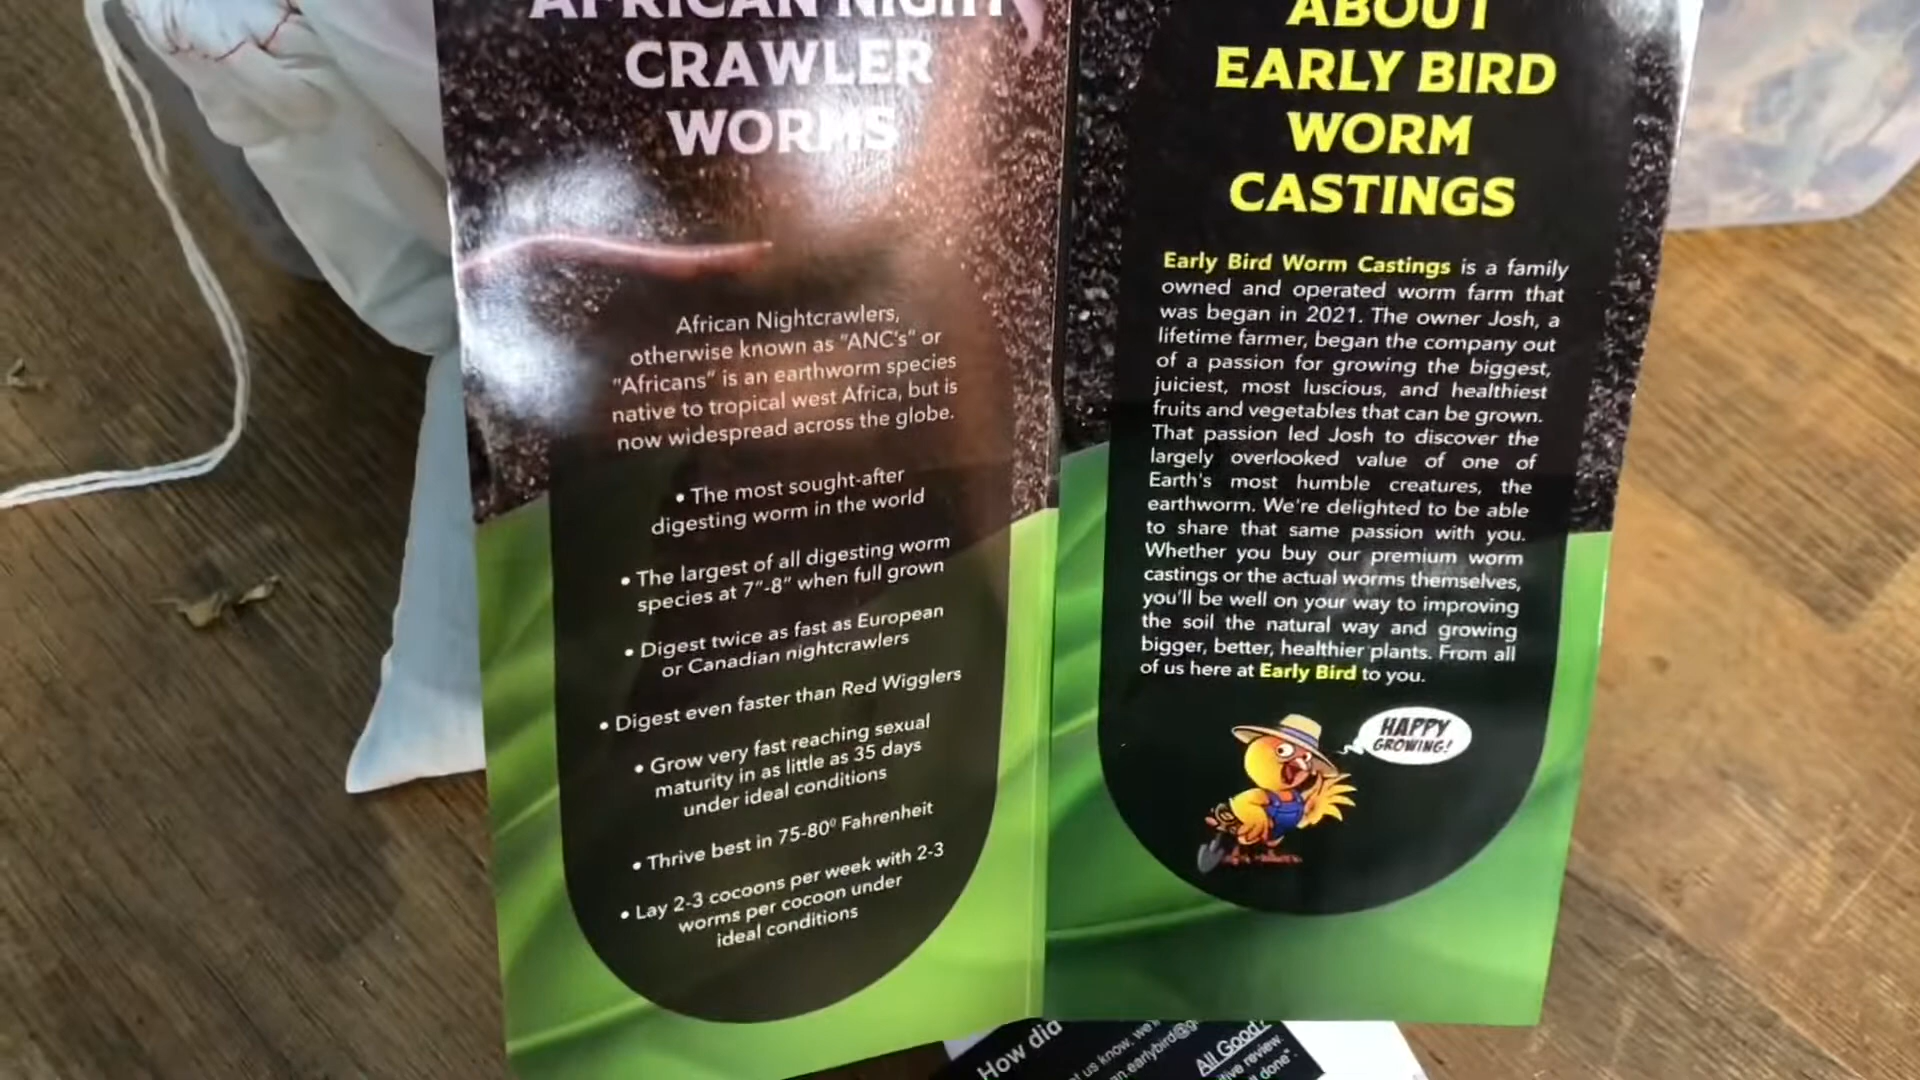 AFRICAN NIGHT
CRAWLER
WORMS
African Nightcrawlers,
otherwise known as "ANC's" or
"Africans" is an earthworm species
native to tropical west Africa, but is
now widespread across the globe.
• The most sought-after
digesting worm in the world
• The largest of all digesting worm
species at 7"-8" when full grown
• Digest twice as fast as European
or Canadian nightcrawlers
• Digest even faster than Red Wigglers
• Grow very fast reaching sexual
maturity in as little as 35 days
under ideal conditions
• Thrive best in 75-80º Fahrenheit
• Lay 2-3 cocoons per week with 2-3
worms per cocoon under
ideal conditions
ABOUT
EARLY BIRD
WORM
CASTINGS
Early Bird Worm Castings is a family
owned and operated worm farm that
was began in 2021. The owner Josh, a
lifetime farmer, began the company out
of a passion for growing the biggest,
juiciest, most luscious, and healthiest
fruits and vegetables that can be grown.
That passion led Josh to discover the
largely overlooked value of one of
Earth's most humble creatures, the
earthworm. We're delighted to be able
to share that same passion with you.
Whether you buy our premium worm
castings or the actual worms themselves,
you'll be well on your way to improving
the soil the natural way and growing
bigger, better, healthier plants. From all
of us here at Early Bird to you.
HAPPY
GROWING!
How did
us know, we'
earlybird@g
All Good?
review.
done".